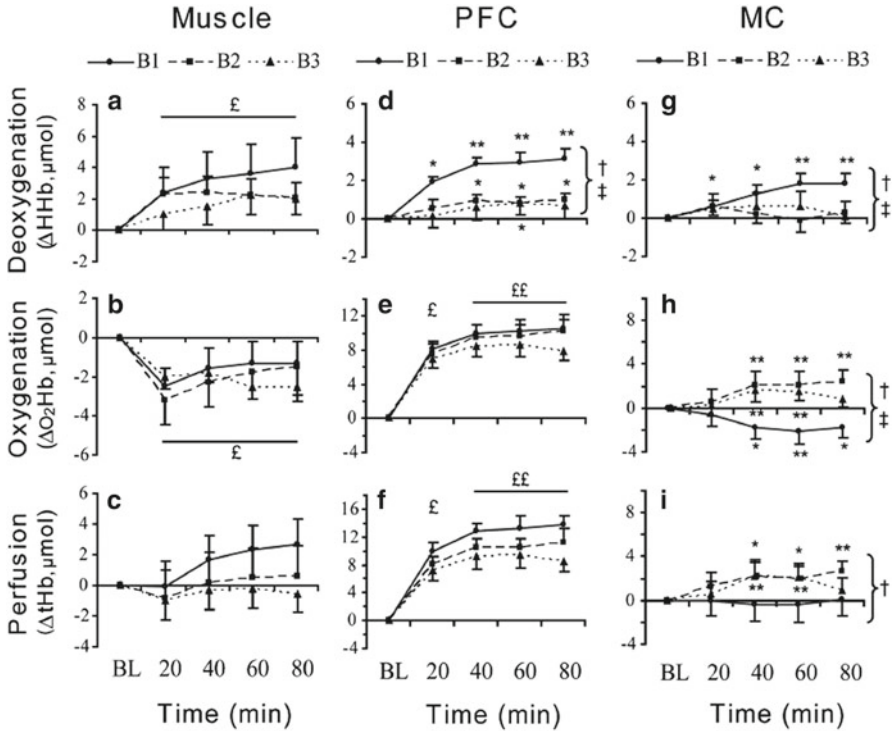 Muscle PFC MC
B1 B2 B3 B1 B2 B3 B1 B2 B3
Deoxygenation
(ΔHHb, μmol)
a
8
6
4
2
0
-2
£
d
6
4
2
0
-2
* ** ** **
* * *
*
†
‡
g
6
4
2
0
-2
* * ** **
†
‡
Oxygenation
(ΔO₂Hb, μmol)
b
2
0
-2
-4
-6
£
e
12
8
4
0
£ ££
h
8
4
0
-4
** ** **
** **
* ** *
†
‡
Perfusion
(ΔtHb, μmol)
c
6
4
2
0
-2
-4
f
16
12
8
4
0
£ ££
i
8
4
0
-4
* * **
** **
†
BL 20 40 60 80 BL 20 40 60 80 BL 20 40 60 80
Time (min) Time (min) Time (min)